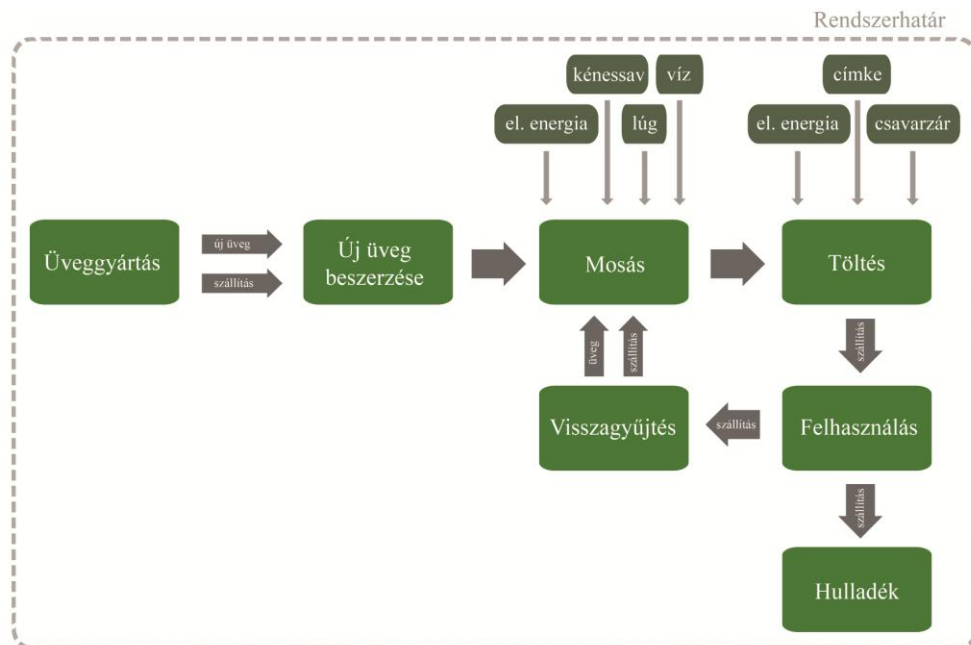 Rendszerhatár
kénessav
víz
címke
el. energia
lúg
el. energia
csavarzár
Üveggyártás
új üveg
szállítás
Új üveg
beszerzése
Mosás
Töltés
üveg
szállítás
szállítás
Visszagyűjtés
szállítás
Felhasználás
szállítás
Hulladék